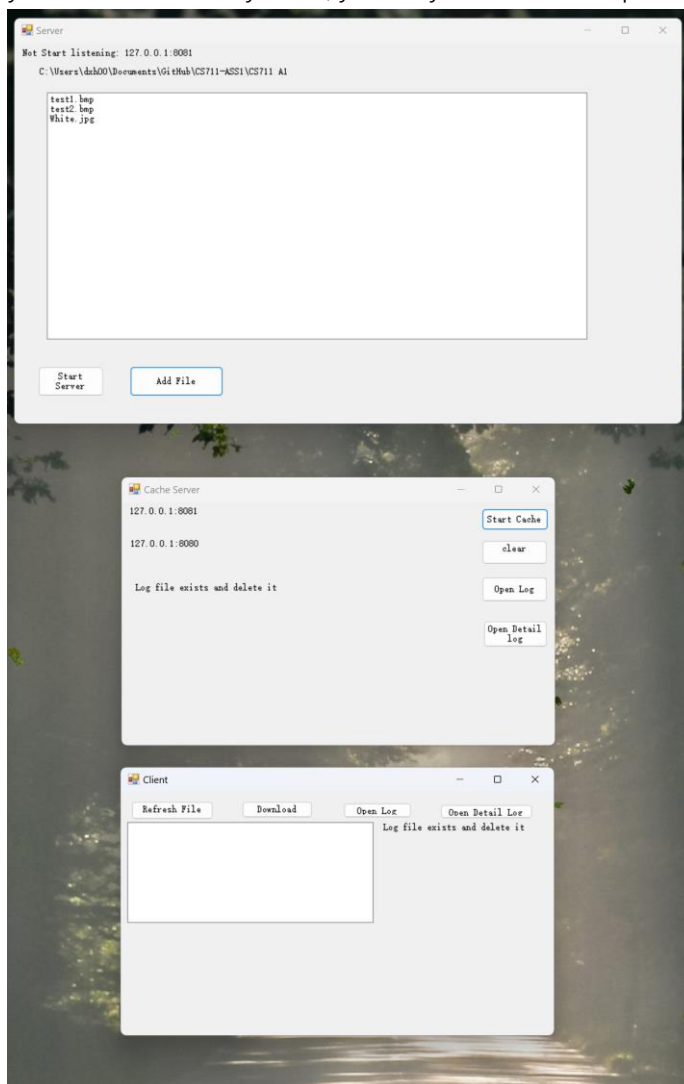 Server
Not Start listening: 127.0.0.1:8081
C:\Users\dxh00\Documents\GitHub\CS711-ASS1\CS711 A1
test1.bmp
test2.bmp
White.jpg
Start
Server
Add File
Cache Server
127.0.0.1:8081
Start Cache
127.0.0.1:8080
clear
Log file exists and delete it
Open Log
Open Detail
log
Client
Refresh File
Download
Open Log
Open Detail Log
Log file exists and delete it